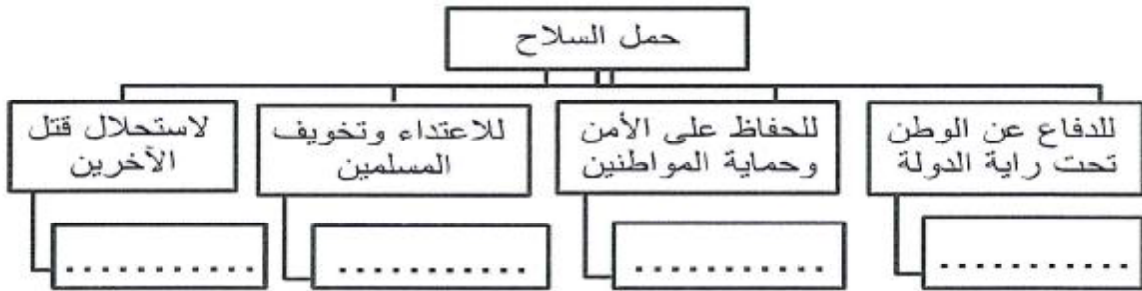 حمل السلاح
للدفاع عن الوطن
تحت راية الدولة
للحفاظ على الأمن
وحماية المواطنين
للاعتداء وتخويف
المسلمين
لاستحلال قتل
الآخرين
..........
...........
...........
...........